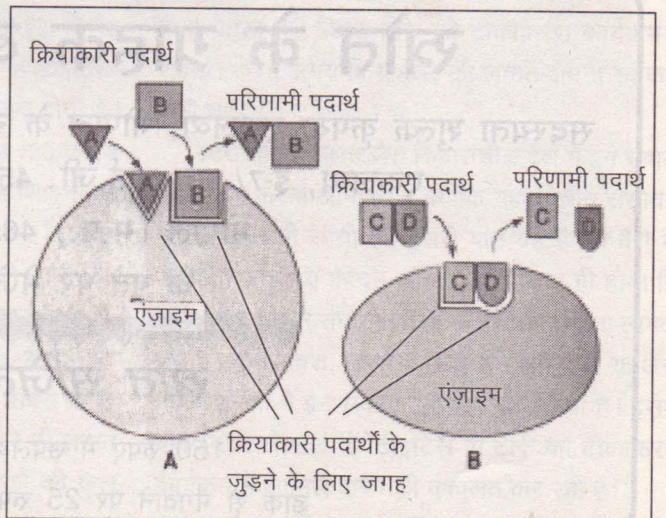 क्रियाकारी पदार्थ
B
A
परिणामी पदार्थ
A B
A
B
क्रियाकारी पदार्थ
परिणामी पदार्थ
C D
C
D
C D
एंज़ाइम
एंज़ाइम
क्रियाकारी पदार्थों के
जुड़ने के लिए जगह
A
B